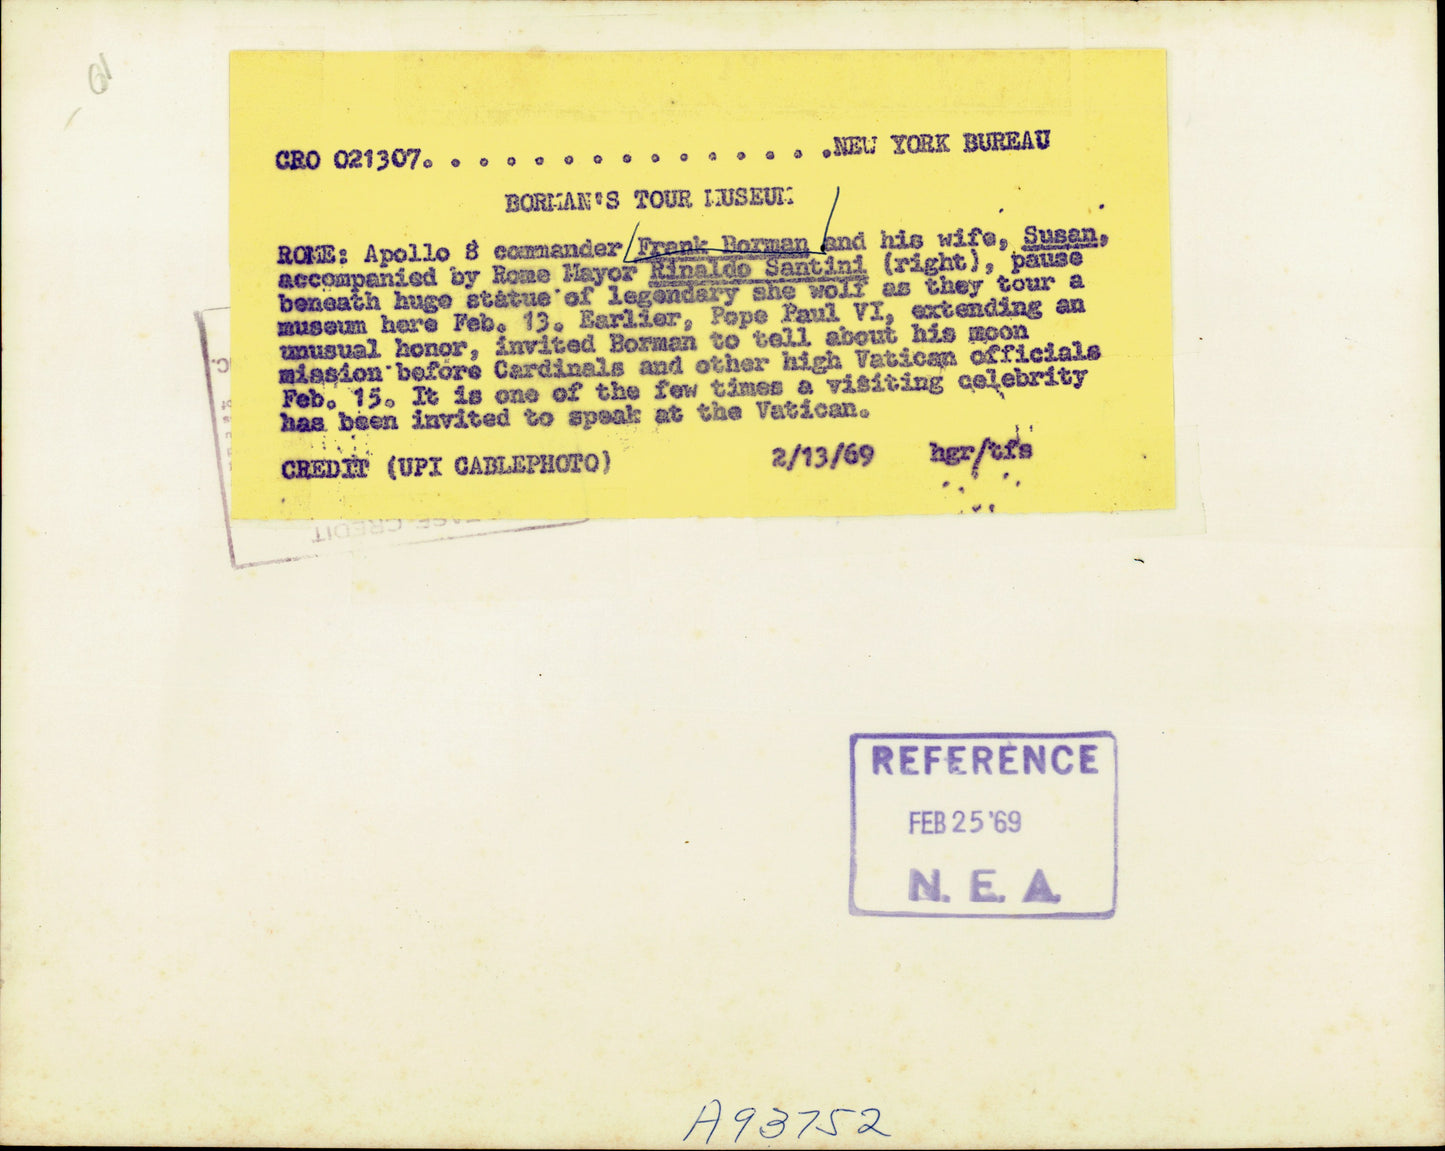 CRO 021307. . . . . . . . . . . . . . .NEW YORK BUREAU
BORMAN'S TOUR MUSEUM
ROME: Apollo 8 commander Frank Borman and his wife, Susan,
accompanied by Rome Mayor Rinaldo Santini (right), pause
beneath huge statue of legendary she wolf as they tour a
museum here Feb. 13. Earlier, Pope Paul VI, extending an
unusual honor, invited Borman to tell about his moon
mission before Cardinals and other high Vatican officials
Feb. 15. It is one of the few times a visiting celebrity
has been invited to speak at the Vatican.
CREDIT (UPI CABLEPHOTO) 2/13/69 hgr/tfs
CREDIT
REFERENCE
FEB 25 '69
N. E. A.
A93752